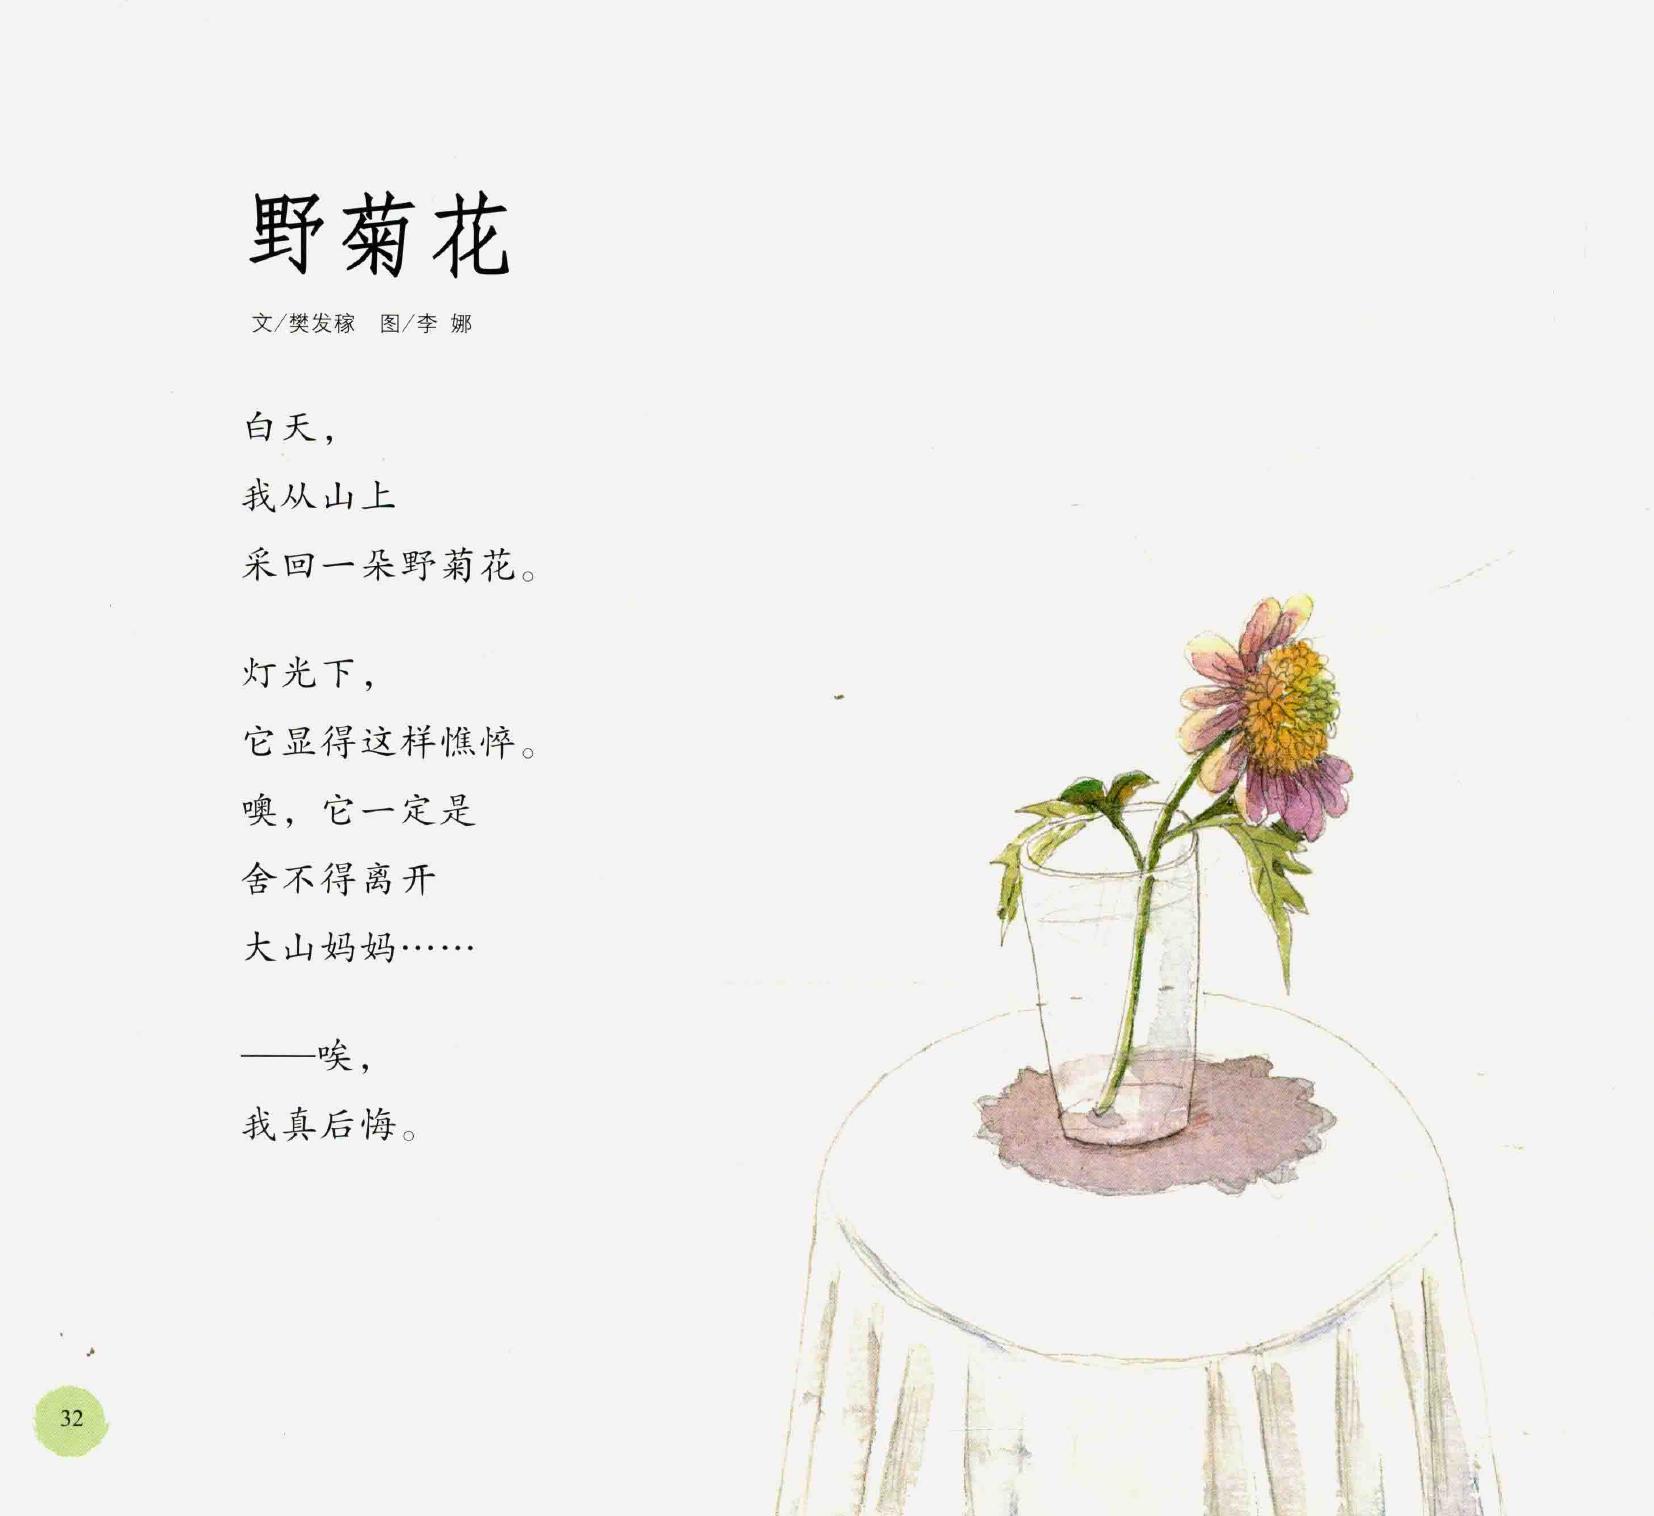 野菊花
文/樊发稼 图/李 娜
白天，
我从山上
采回一朵野菊花。
灯光下，
它显得这样憔悴。
噢，它一定是
舍不得离开
大山妈妈……
——唉，
我真后悔。
32